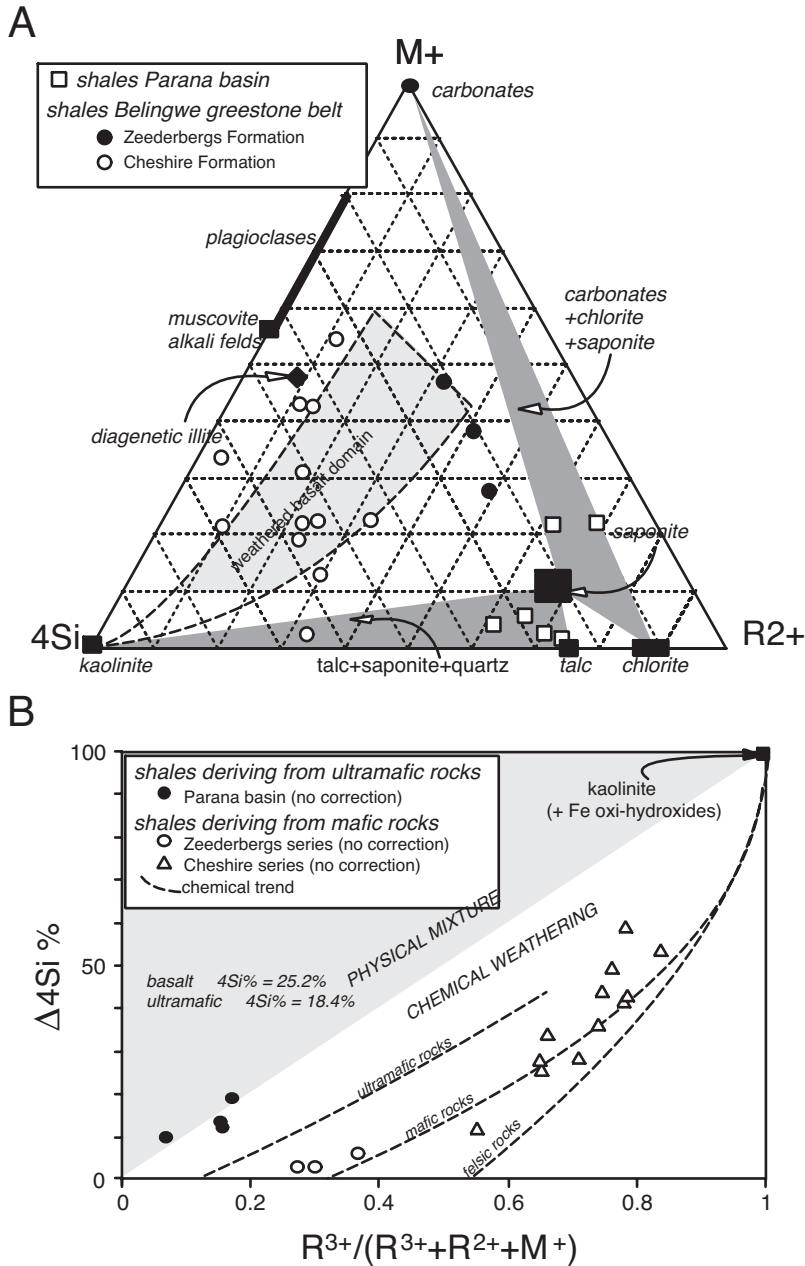 A
M+
shales Parana basin
carbonates
shales Belingwe greestone belt
Zeederbergs Formation
Cheshire Formation
plagioclases
carbonates
+chlorite
+saponite
muscovite
alkali felds
diagenetic illite
weathered basalt domain
saponite
4Si
R2+
kaolinite
talc+saponite+quartz
talc
chlorite
B
100
shales deriving from ultramafic rocks
Parana basin (no correction)
shales deriving from mafic rocks
Zeederbergs series (no correction)
Cheshire series (no correction)
chemical trend
kaolinite
(+ Fe oxi-hydroxides)
PHYSICAL MIXTURE
CHEMICAL WEATHERING
Δ4Si %
50
basalt 4Si% = 25.2%
ultramafic 4Si% = 18.4%
ultramafic rocks
mafic rocks
felsic rocks
0
0 0.2 0.4 0.6 0.8 1
R³⁺/(R³⁺+R²⁺+M⁺)